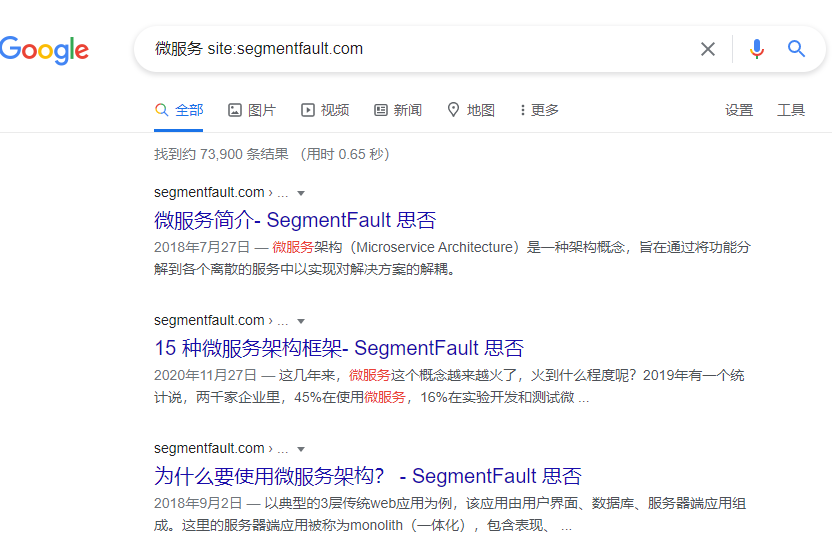 Google
微服务 site:segmentfault.com
全部 图片 视频 新闻 地图 更多 设置 工具
找到约 73,900 条结果 （用时 0.65 秒）
segmentfault.com › ...
微服务简介- SegmentFault 思否
2018年7月27日 — 微服务架构（Microservice Architecture）是一种架构概念，旨在通过将功能分
解到各个离散的服务中以实现对解决方案的解耦。
segmentfault.com › ...
15 种微服务架构框架- SegmentFault 思否
2020年11月27日 — 这几年来，微服务这个概念越来越火了，火到什么程度呢？2019年有一个统
计说，两千家企业里，45%在使用微服务，16%在实验开发和测试微 ...
segmentfault.com › ...
为什么要使用微服务架构？ - SegmentFault 思否
2018年9月2日 — 以典型的3层传统web应用为例，该应用由用户界面、数据库、服务器端应用组
成。这里的服务器端应用被称为monolith（一体化），包含表现、 ...